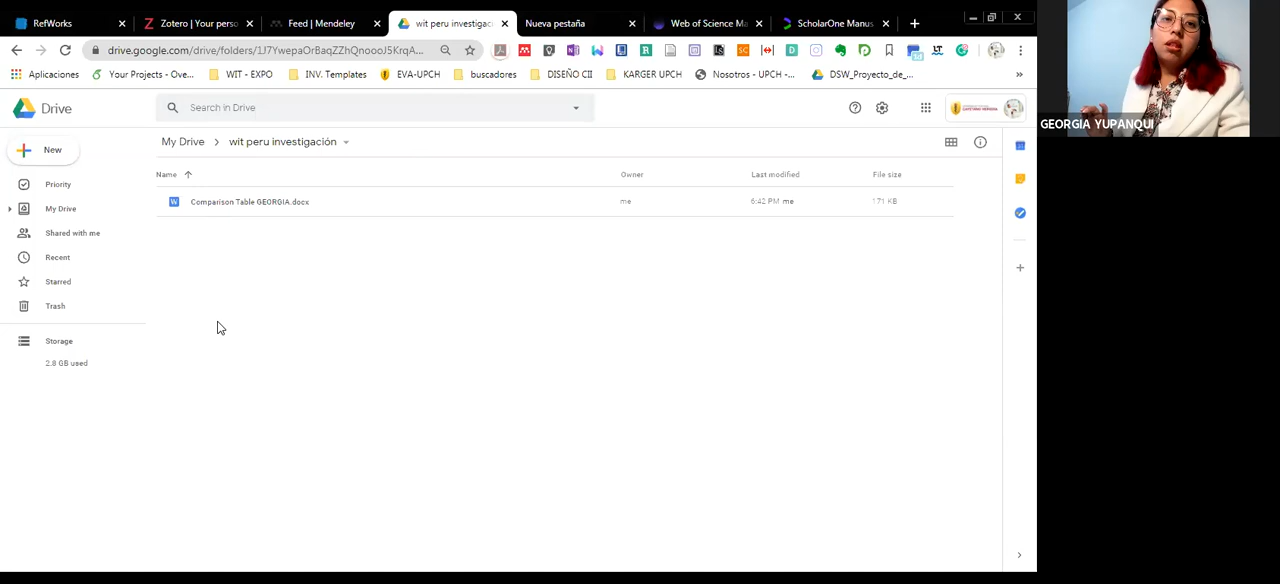 RefWorks
Zotero | Your perso
Feed | Mendeley
wit peru investigaci
Nueva pestaña
Web of Science Ma
ScholarOne Manus
drive.google.com/drive/folders/1J7YwepaOrBaqZZhQnoooJ5KrqA...
Aplicaciones
Your Projects - Ove...
WIT - EXPO
INV. Templates
EVA-UPCH
buscadores
DISEÑO CII
KARGER UPCH
Nosotros - UPCH -...
DSW_Proyecto_de_...
»
Drive
Search in Drive
GEORGIA YUPANQUI
New
My Drive > wit peru investigación
Name
Owner
Last modified
File size
Comparison Table GEORGIA.docx
me
6:42 PM me
171 KB
Priority
My Drive
Shared with me
Recent
Starred
Trash
Storage
2.8 GB used